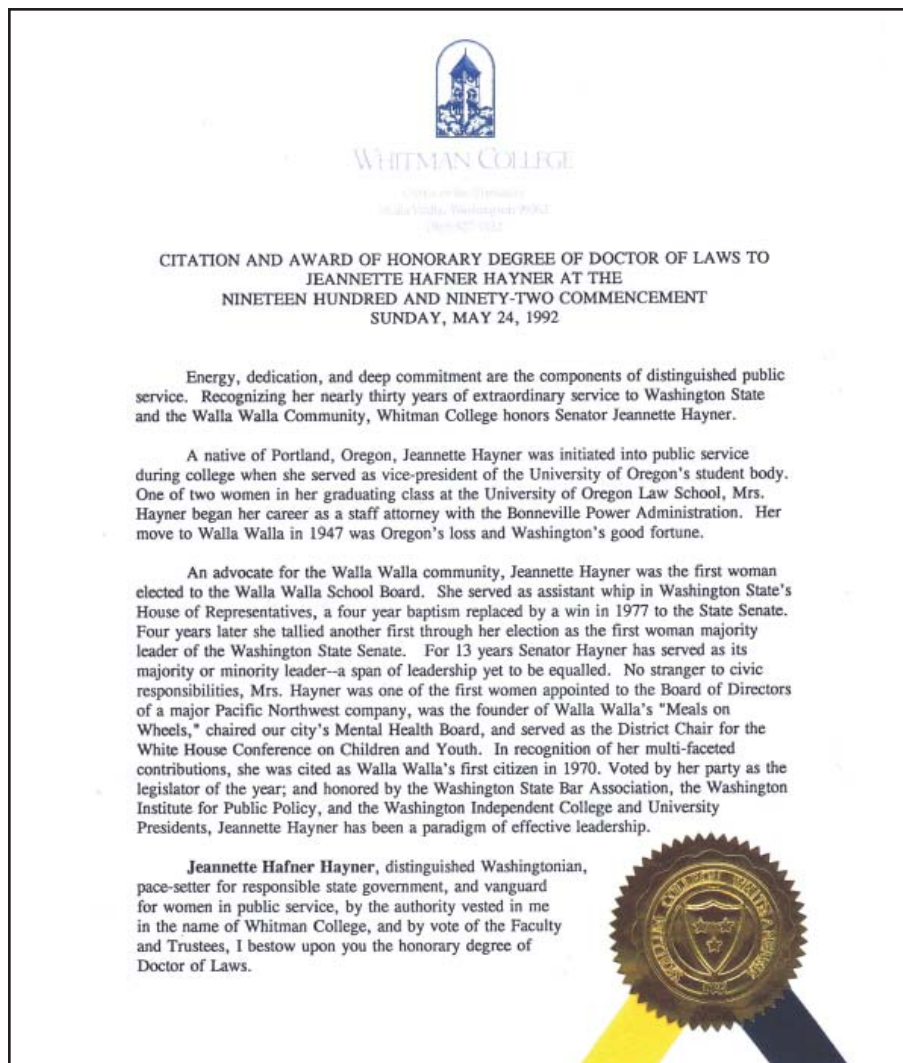 WHITMAN COLLEGE
CITATION AND AWARD OF HONORARY DEGREE OF DOCTOR OF LAWS TO
JEANNETTE HAFNER HAYNER AT THE
NINETEEN HUNDRED AND NINETY-TWO COMMENCEMENT
SUNDAY, MAY 24, 1992
Energy, dedication, and deep commitment are the components of distinguished public
service. Recognizing her nearly thirty years of extraordinary service to Washington State
and the Walla Walla Community, Whitman College honors Senator Jeannette Hayner.
A native of Portland, Oregon, Jeannette Hayner was initiated into public service
during college when she served as vice-president of the University of Oregon's student body.
One of two women in her graduating class at the University of Oregon Law School, Mrs.
Hayner began her career as a staff attorney with the Bonneville Power Administration. Her
move to Walla Walla in 1947 was Oregon's loss and Washington's good fortune.
An advocate for the Walla Walla community, Jeannette Hayner was the first woman
elected to the Walla Walla School Board. She served as assistant whip in Washington State's
House of Representatives, a four year baptism replaced by a win in 1977 to the State Senate.
Four years later she tallied another first through her election as the first woman majority
leader of the Washington State Senate. For 13 years Senator Hayner has served as its
majority or minority leader--a span of leadership yet to be equalled. No stranger to civic
responsibilities, Mrs. Hayner was one of the first women appointed to the Board of Directors
of a major Pacific Northwest company, was the founder of Walla Walla's "Meals on
Wheels," chaired our city's Mental Health Board, and served as the District Chair for the
White House Conference on Children and Youth. In recognition of her multi-faceted
contributions, she was cited as Walla Walla's first citizen in 1970. Voted by her party as the
legislator of the year; and honored by the Washington State Bar Association, the Washington
Institute for Public Policy, and the Washington Independent College and University
Presidents, Jeannette Hayner has been a paradigm of effective leadership.
Jeannette Hafner Hayner, distinguished Washingtonian,
pace-setter for responsible state government, and vanguard
for women in public service, by the authority vested in me
in the name of Whitman College, and by vote of the Faculty
and Trustees, I bestow upon you the honorary degree of
Doctor of Laws.